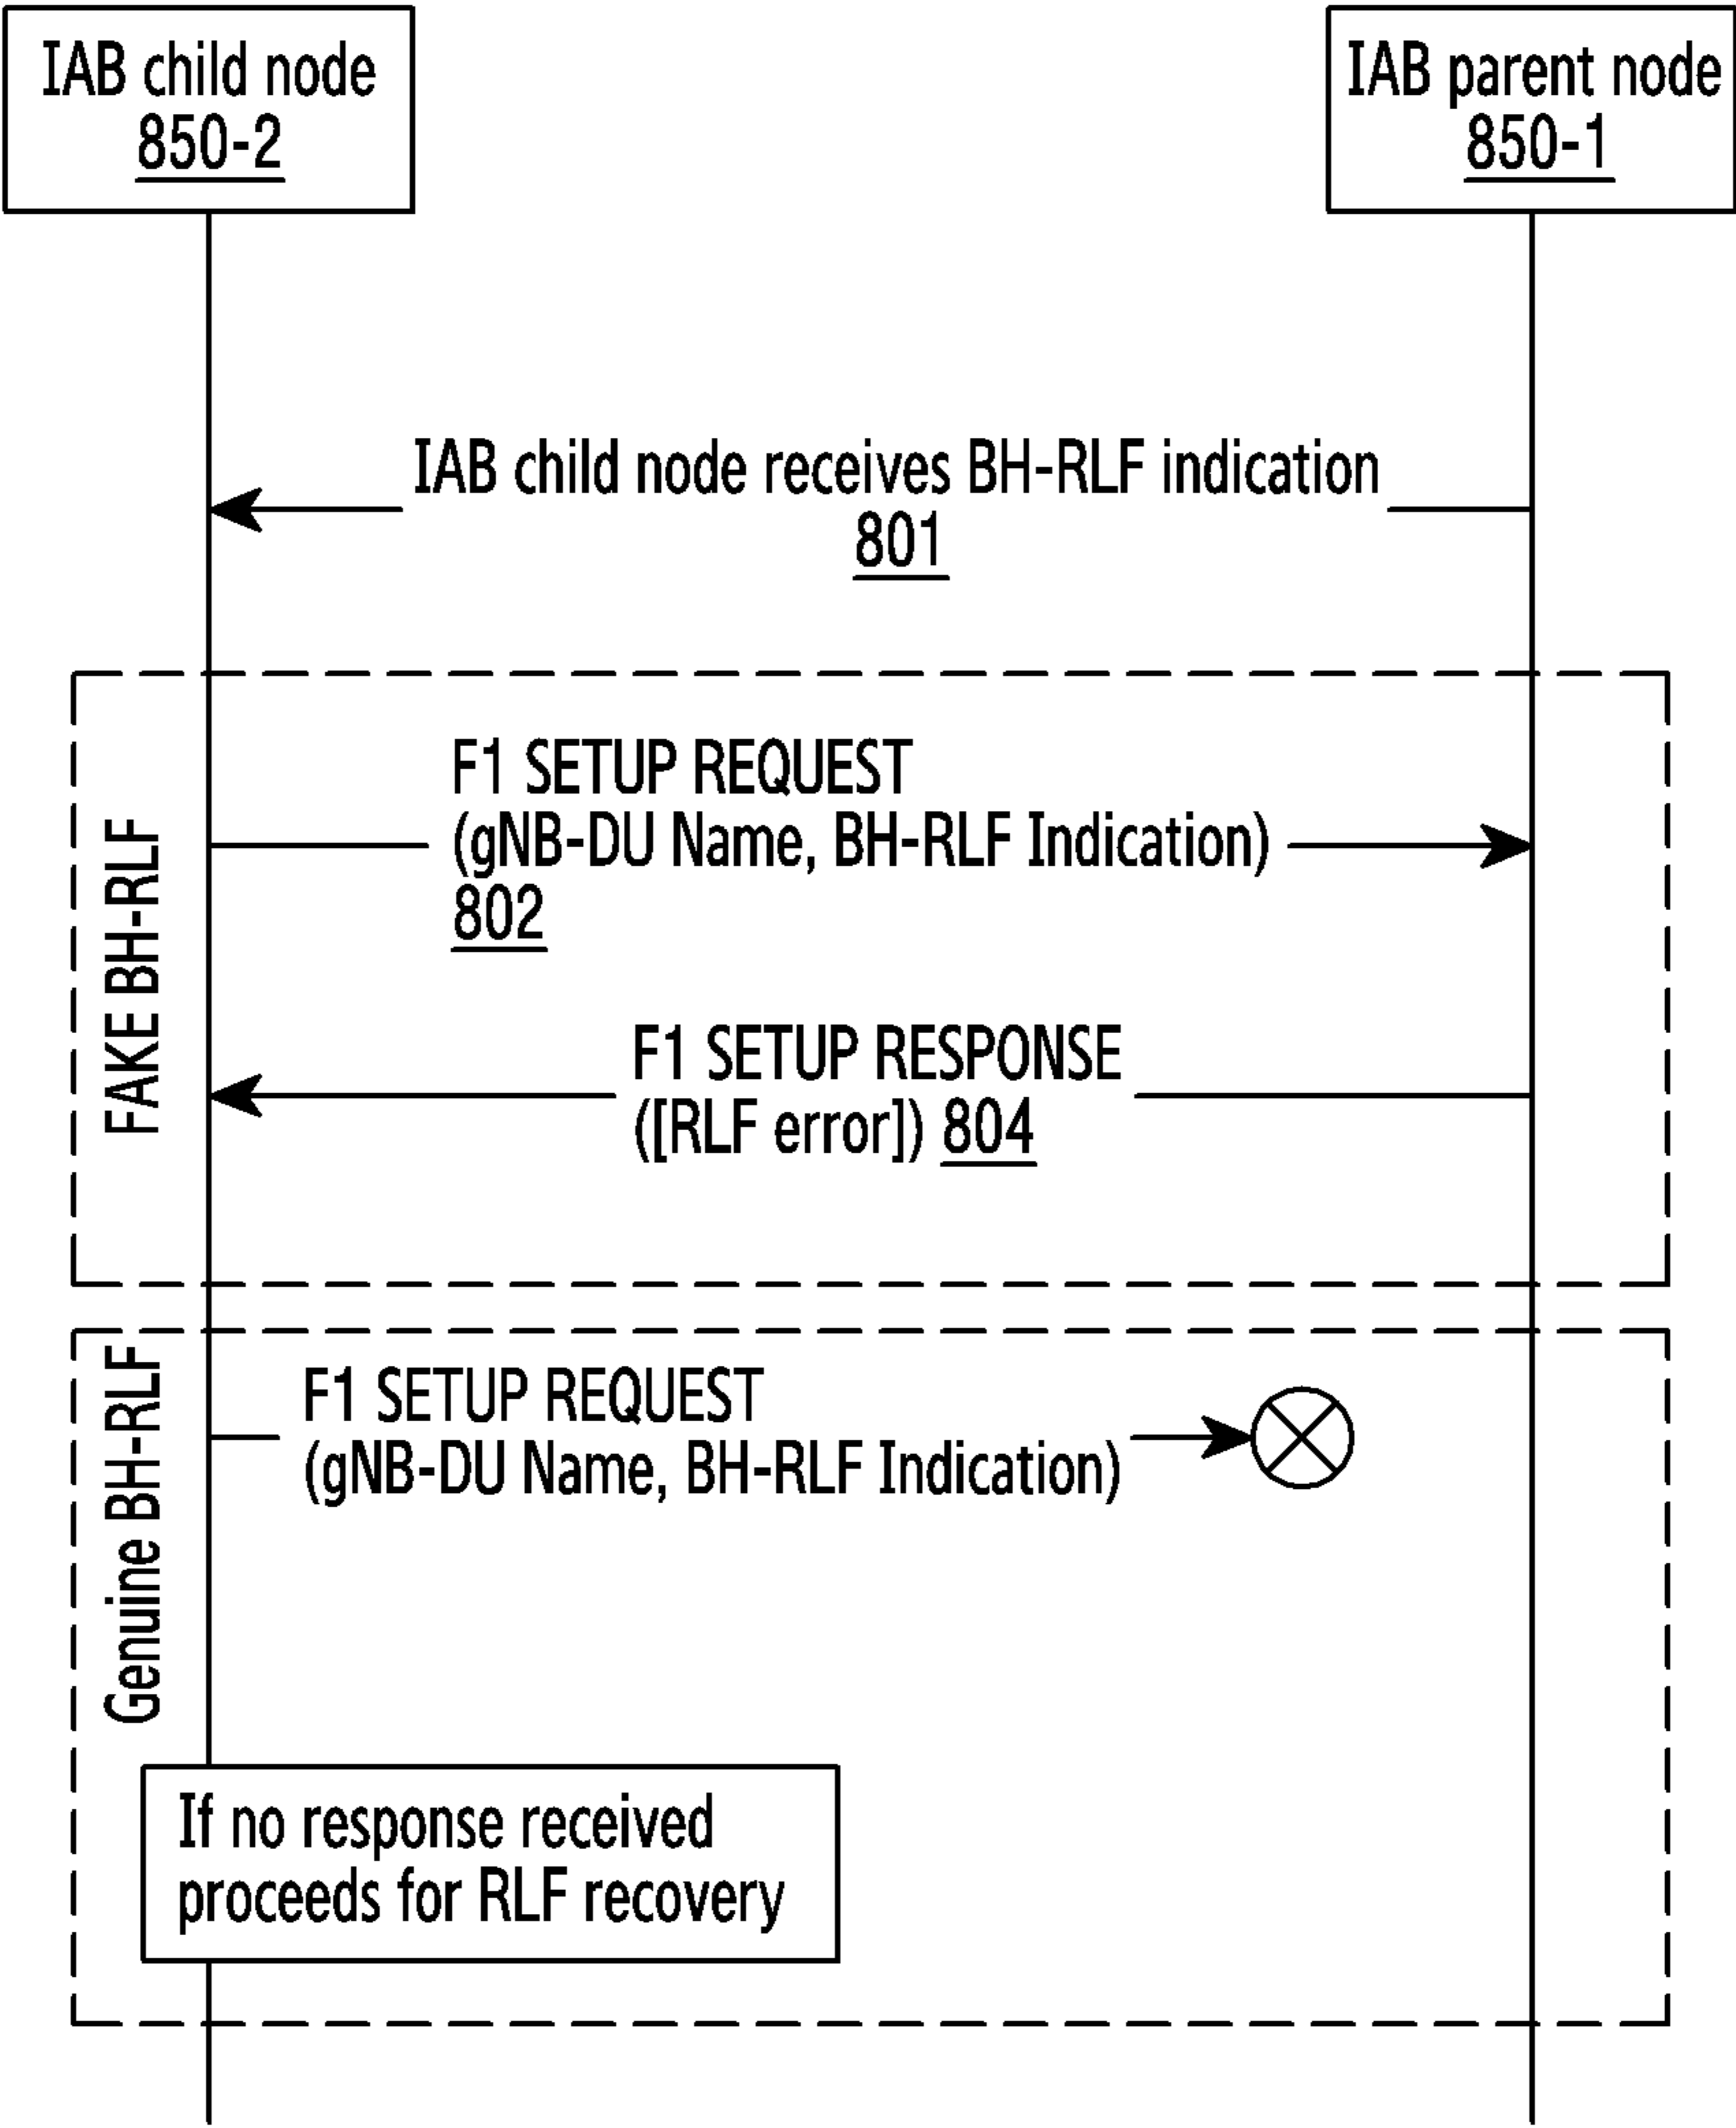 IAB child node
850-2
IAB parent node
850-1
IAB child node receives BH-RLF indication
801
FAKE BH-RLF
F1 SETUP REQUEST
(gNB-DU Name, BH-RLF Indication)
802
F1 SETUP RESPONSE
([RLF error]) 804
Genuine BH-RLF
F1 SETUP REQUEST
(gNB-DU Name, BH-RLF Indication)
If no response received
proceeds for RLF recovery